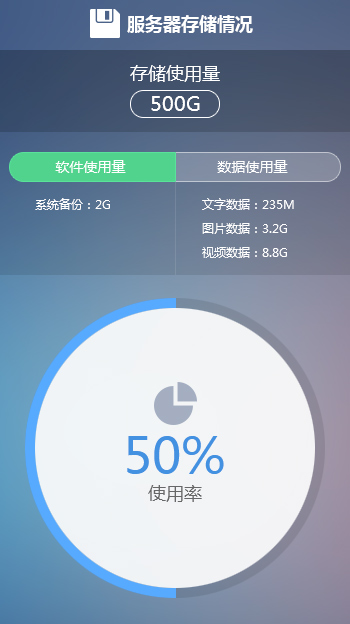 服务器存储情况
存储使用量
500G
软件使用量 数据使用量
系统备份：2G 文字数据：235M
图片数据：3.2G
视频数据：8.8G
50%
使用率